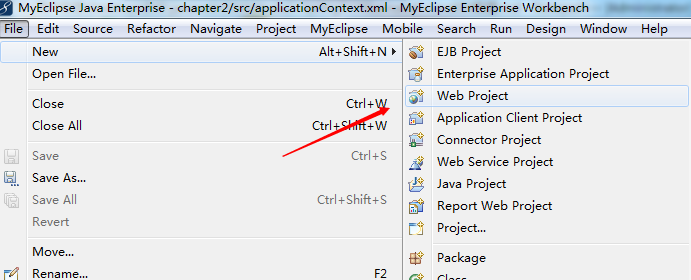 MyEclipse Java Enterprise - chapter2/src/applicationContext.xml - MyEclipse Enterprise Workbench
File Edit Source Refactor Navigate Project MyEclipse Mobile Search Run Design Window
New Alt+Shift+N
Open File...
Close Ctrl+W
Close All Ctrl+Shift+W
Save Ctrl+S
Save As...
Save All Ctrl+Shift+S
Revert
Move...
Rename... F2
EJB Project
Enterprise Application Project
Web Project
Application Client Project
Connector Project
Web Service Project
Java Project
Report Web Project
Project...
Package
Class